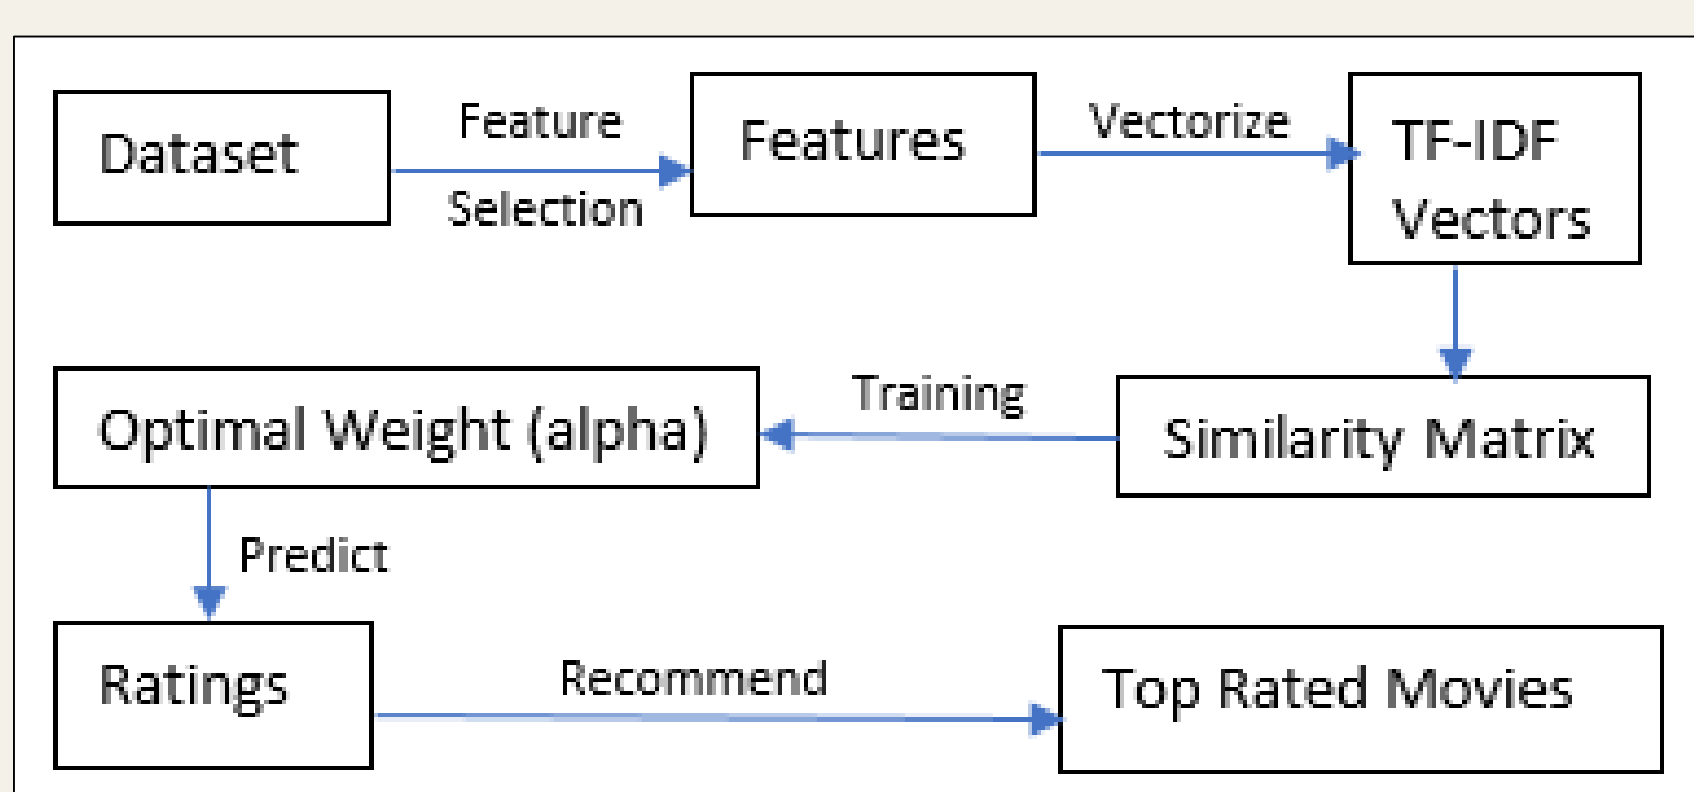 Dataset
Feature
Selection
Features
Vectorize
TF-IDF
Vectors
Optimal Weight (alpha)
Training
Similarity Matrix
Predict
Ratings
Recommend
Top Rated Movies